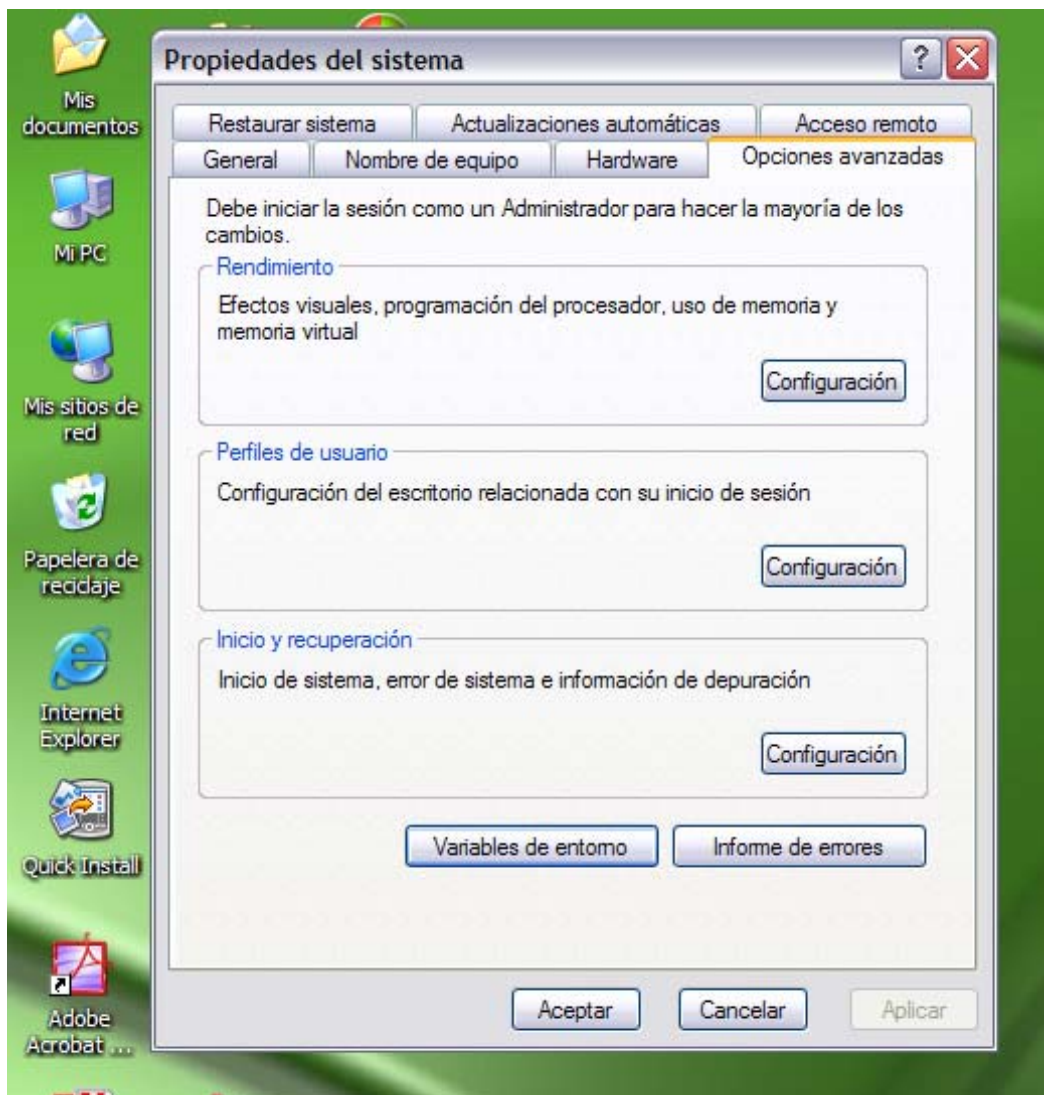 Mis
documentos
Mi PC
Mis sitios de
red
Papelera de
reciclaje
Internet
Explorer
Quick Install
Adobe
Acrobat ...
Propiedades del sistema
Restaurar sistema
Actualizaciones automáticas
Acceso remoto
General
Nombre de equipo
Hardware
Opciones avanzadas
Debe iniciar la sesión como un Administrador para hacer la mayoría de los
cambios.
Rendimiento
Efectos visuales, programación del procesador, uso de memoria y
memoria virtual
Configuración
Perfiles de usuario
Configuración del escritorio relacionada con su inicio de sesión
Configuración
Inicio y recuperación
Inicio de sistema, error de sistema e información de depuración
Configuración
Variables de entorno
Informe de errores
Aceptar
Cancelar
Aplicar